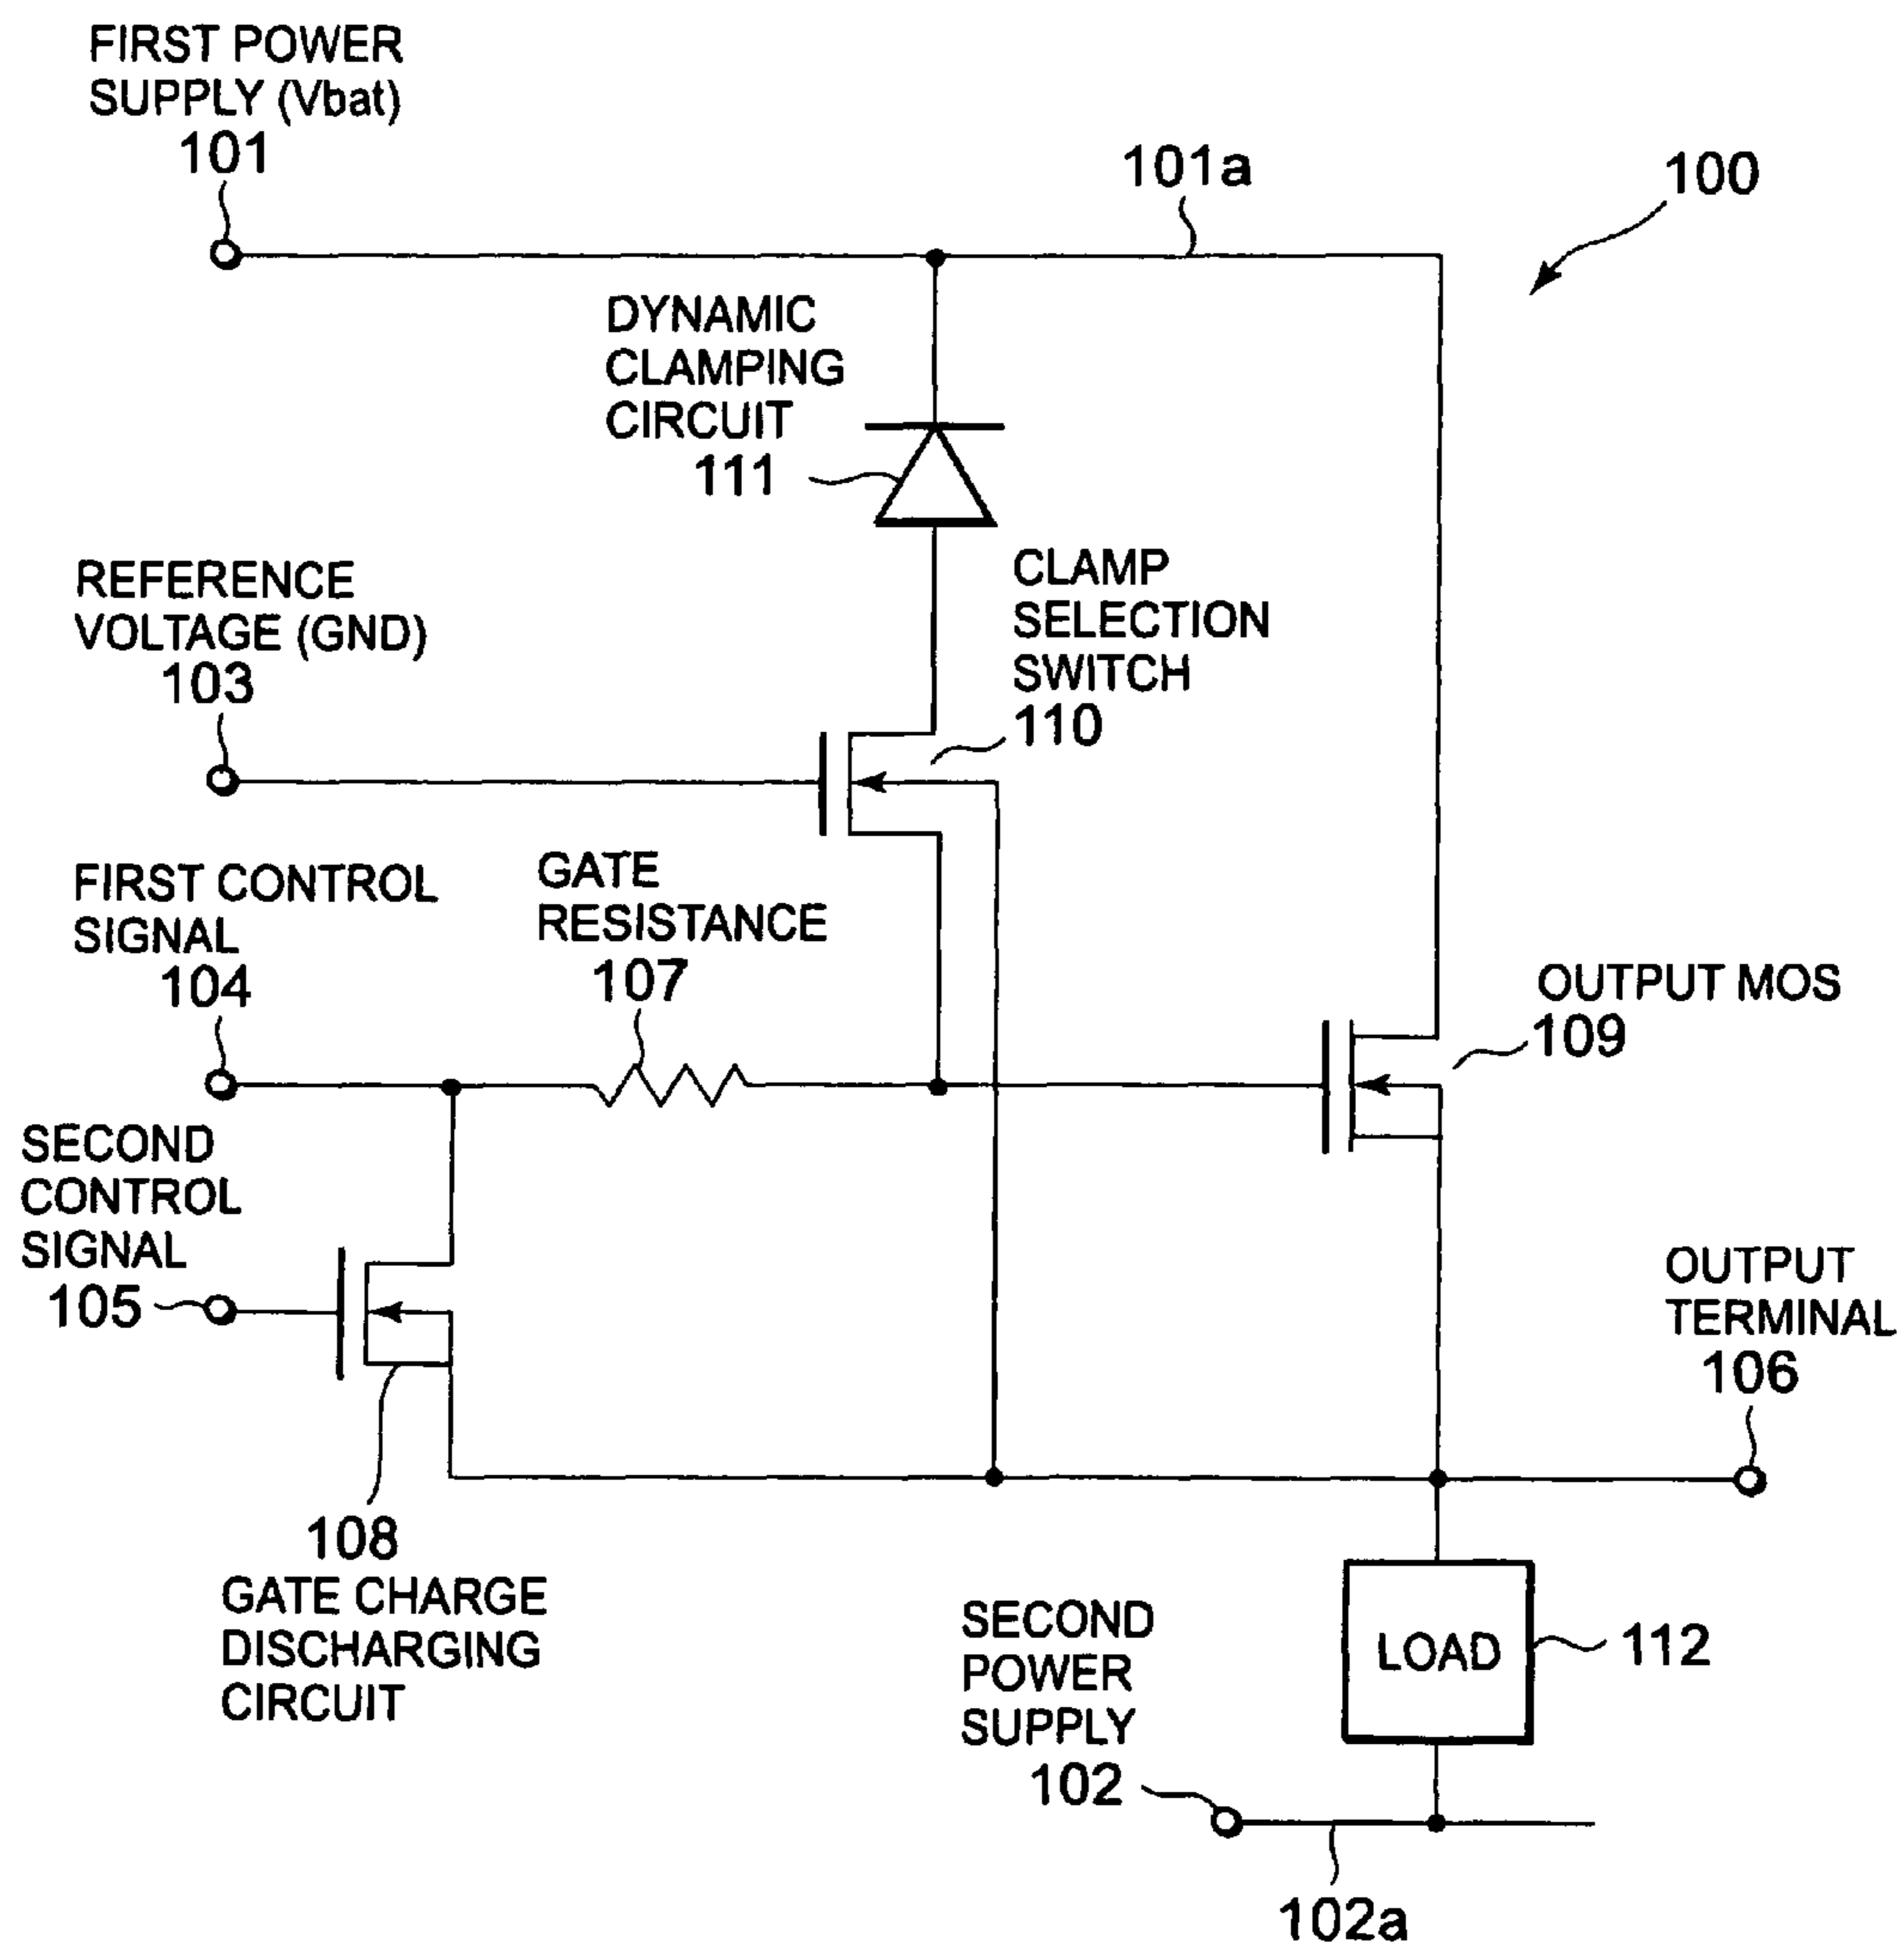 FIRST POWER
SUPPLY (Vbat)
101
101a
100
DYNAMIC
CLAMPING
CIRCUIT
111
REFERENCE
VOLTAGE (GND)
103
CLAMP
SELECTION
SWITCH
110
FIRST CONTROL
SIGNAL
104
GATE
RESISTANCE
107
OUTPUT MOS
109
SECOND
CONTROL
SIGNAL
105
OUTPUT
TERMINAL
106
108
GATE CHARGE
DISCHARGING
CIRCUIT
SECOND
POWER
SUPPLY
102
LOAD
112
102a